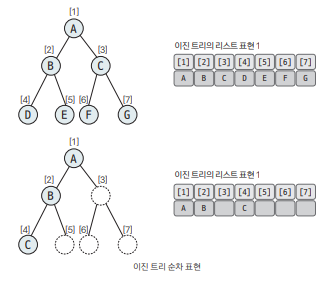 [1]
A
[2] [3]
B C
[4] [5] [6] [7]
D E F G
이진 트리의 리스트 표현 1
[1] [2] [3] [4] [5] [6] [7]
A B C D E F G
[1]
A
[2] [3]
B
[4] [5] [6] [7]
C
이진 트리의 리스트 표현 1
[1] [2] [3] [4] [5] [6] [7]
A B C
이진 트리 순차 표현